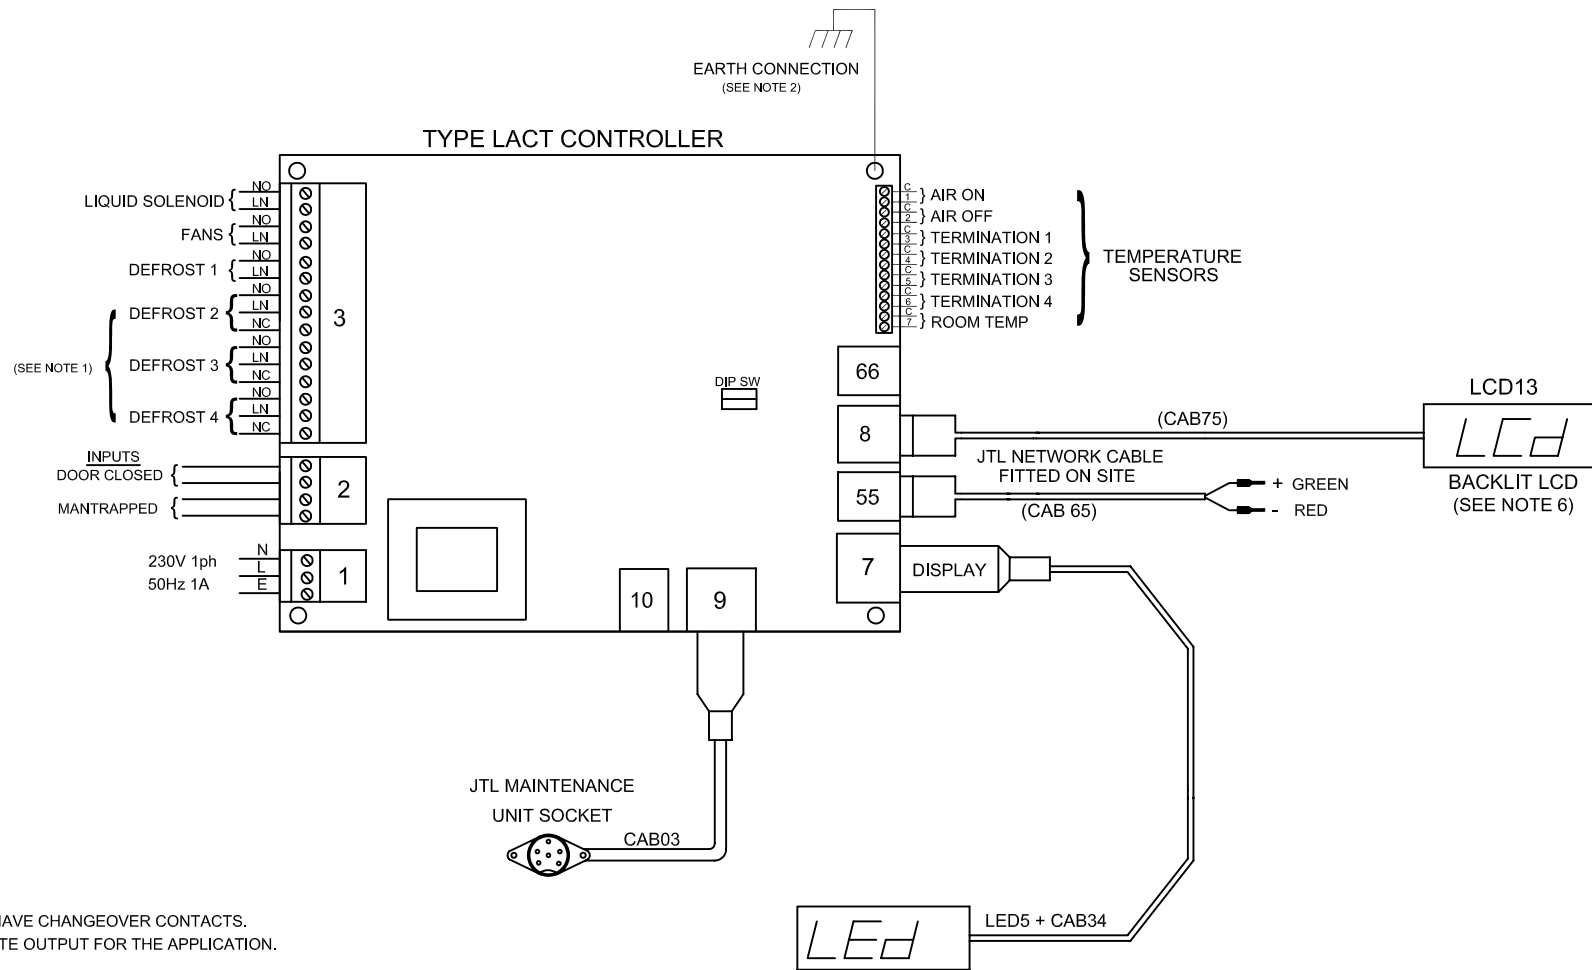 EARTH CONNECTION
(SEE NOTE 2)
TYPE LACT CONTROLLER
LIQUID SOLENOID
NO
LN
FANS
NO
LN
DEFROST 1
NO
LN
DEFROST 2
NO
LN
NC
(SEE NOTE 1)
DEFROST 3
NO
LN
NC
DEFROST 4
NO
LN
NC
3
INPUTS
DOOR CLOSED
MANTRAPPED
2
230V 1ph
50Hz 1A
N
L
E
1
C
1
AIR ON
C
2
AIR OFF
C
3
TERMINATION 1
C
4
TERMINATION 2
C
5
TERMINATION 3
C
6
TERMINATION 4
C
7
ROOM TEMP
TEMPERATURE
SENSORS
DIP SW
66
8
(CAB75)
LCD13
LCd
BACKLIT LCD
(SEE NOTE 6)
JTL NETWORK CABLE
FITTED ON SITE
55
(CAB 65)
+ GREEN
- RED
7
DISPLAY
10
9
JTL MAINTENANCE
UNIT SOCKET
CAB03
LEd
LED5 + CAB34
HAVE CHANGEOVER CONTACTS.
TE OUTPUT FOR THE APPLICATION.